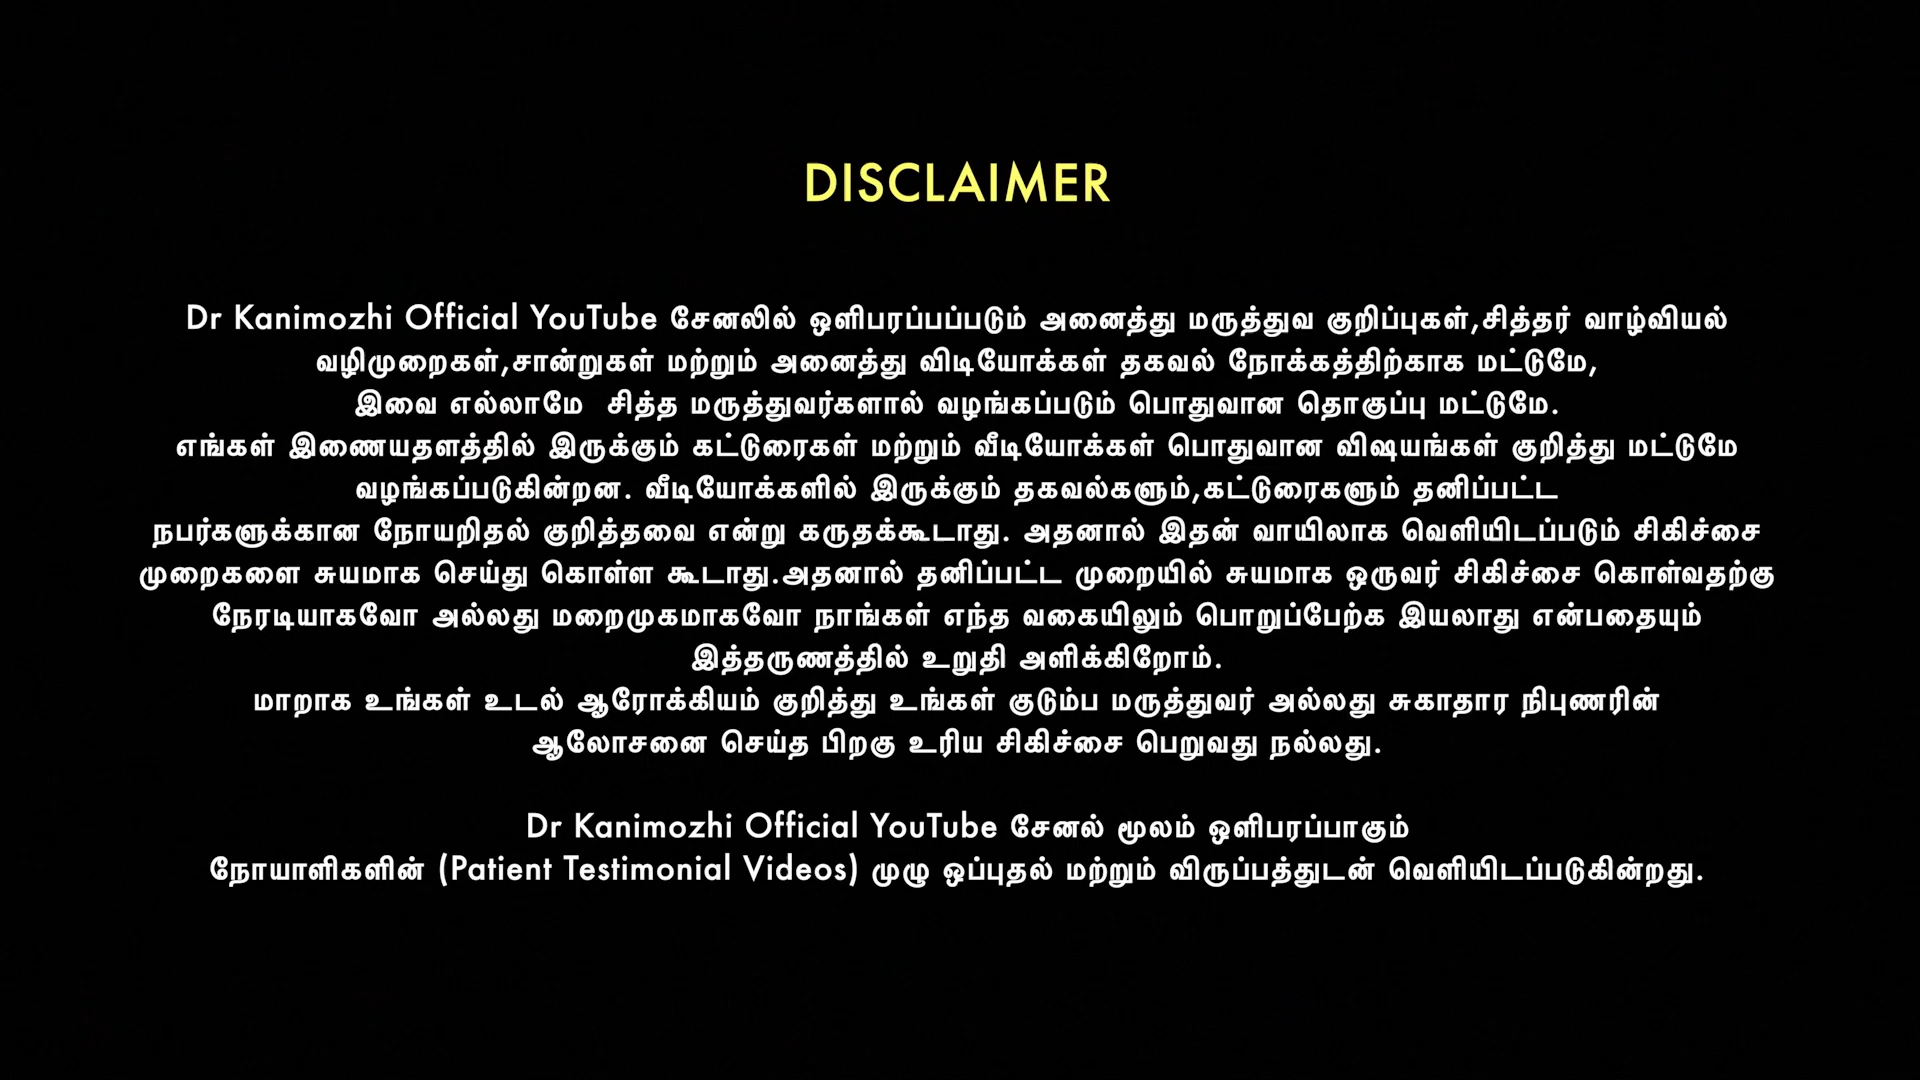 DISCLAIMER
Dr Kanimozhi Official YouTube சேனலில் ஒளிபரப்பப்படும் அனைத்து மருத்துவ குறிப்புகள்,சித்தர் வாழ்வியல்
வழிமுறைகள்,சான்றுகள் மற்றும் அனைத்து விடியோக்கள் தகவல் நோக்கத்திற்காக மட்டுமே,
இவை எல்லாமே சித்த மருத்துவர்களால் வழங்கப்படும் பொதுவான தொகுப்பு மட்டுமே.
எங்கள் இணையதளத்தில் இருக்கும் கட்டுரைகள் மற்றும் வீடியோக்கள் பொதுவான விஷயங்கள் குறித்து மட்டுமே
வழங்கப்படுகின்றன. வீடியோக்களில் இருக்கும் தகவல்களும்,கட்டுரைகளும் தனிப்பட்ட
நபர்களுக்கான நோயறிதல் குறித்தவை என்று கருதக்கூடாது. அதனால் இதன் வாயிலாக வெளியிடப்படும் சிகிச்சை
முறைகளை சுயமாக செய்து கொள்ள கூடாது.அதனால் தனிப்பட்ட முறையில் சுயமாக ஒருவர் சிகிச்சை கொள்வதற்கு
நேரடியாகவோ அல்லது மறைமுகமாகவோ நாங்கள் எந்த வகையிலும் பொறுப்பேற்க இயலாது என்பதையும்
இத்தருணத்தில் உறுதி அளிக்கிறோம்.
மாறாக உங்கள் உடல் ஆரோக்கியம் குறித்து உங்கள் குடும்ப மருத்துவர் அல்லது சுகாதார நிபுணரின்
ஆலோசனை செய்த பிறகு உரிய சிகிச்சை பெறுவது நல்லது.
Dr Kanimozhi Official YouTube சேனல் மூலம் ஒளிபரப்பாகும்
நோயாளிகளின் (Patient Testimonial Videos) முழு ஒப்புதல் மற்றும் விருப்பத்துடன் வெளியிடப்படுகின்றது.